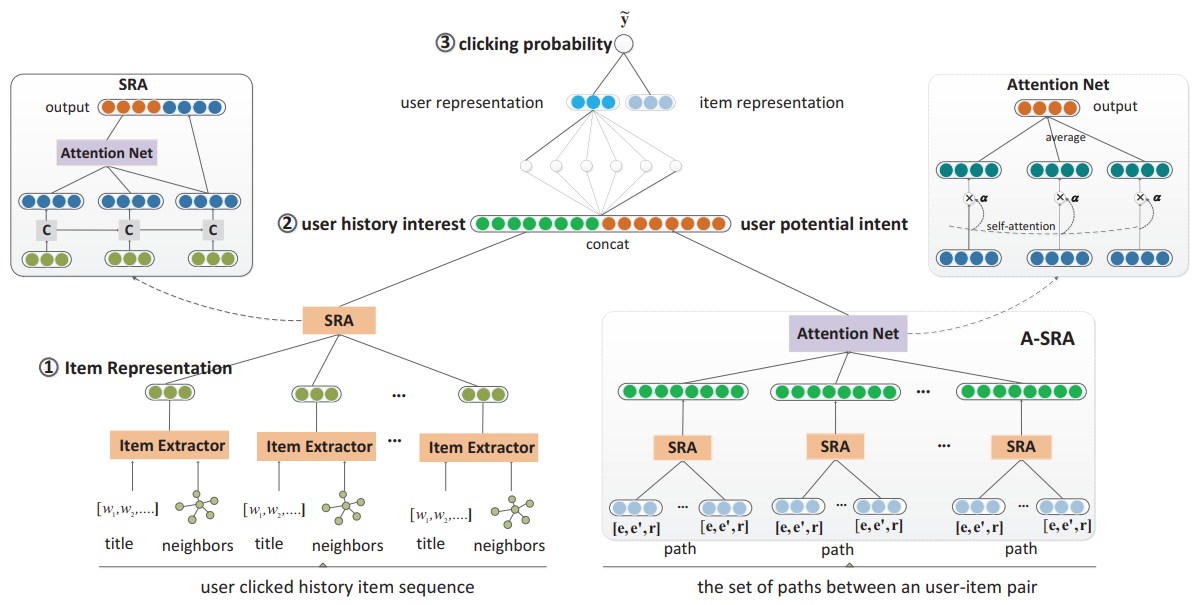 ỹ
③ clicking probability
SRA
output
Attention Net
C C C
user representation
item representation
Attention Net
output
average
× α × α × α
self-attention
② user history interest
user potential intent
concat
SRA
Attention Net
A-SRA
① Item Representation
...
...
Item Extractor Item Extractor ... Item Extractor
SRA SRA ... SRA
[w₁,w₂,....] [w₁,w₂,....] [w₁,w₂,....]
... ... ...
[e,e',r] [e,e',r] [e,e',r] [e,e',r] [e,e',r] [e,e',r]
title neighbors title neighbors title neighbors
path path path
user clicked history item sequence
the set of paths between an user-item pair